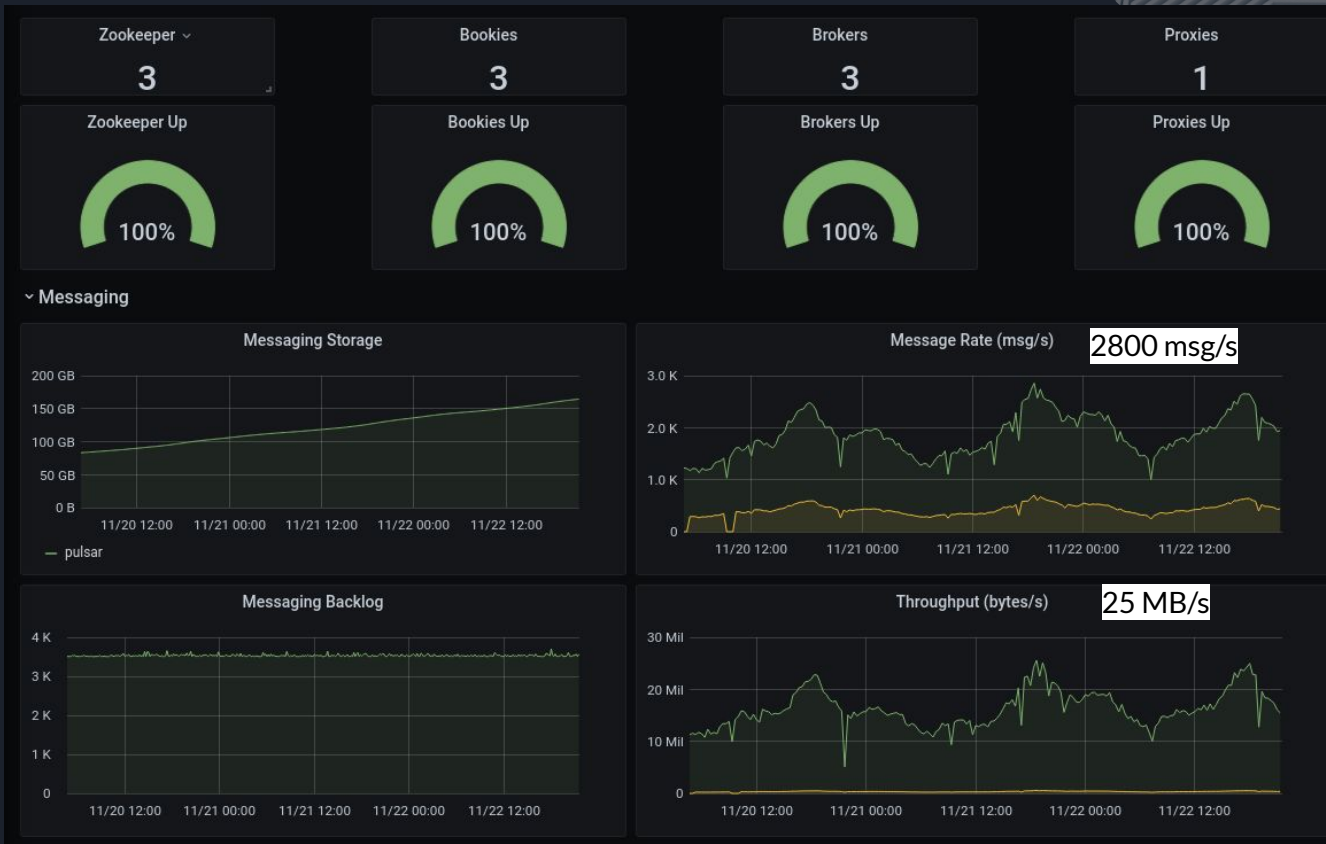 Zookeeper
Bookies
Brokers
Proxies
3
3
3
1
Zookeeper Up
Bookies Up
Brokers Up
Proxies Up
100%
100%
100%
100%
Messaging
Messaging Storage
200 GB
150 GB
100 GB
50 GB
0 B
11/20 12:00 11/21 00:00 11/21 12:00 11/22 00:00 11/22 12:00
pulsar
Message Rate (msg/s)
2800 msg/s
3.0 K
2.0 K
1.0 K
0
11/20 12:00 11/21 00:00 11/21 12:00 11/22 00:00 11/22 12:00
Messaging Backlog
4 K
3 K
2 K
1 K
0
11/20 12:00 11/21 00:00 11/21 12:00 11/22 00:00 11/22 12:00
Throughput (bytes/s)
25 MB/s
30 Mil
20 Mil
10 Mil
0
11/20 12:00 11/21 00:00 11/21 12:00 11/22 00:00 11/22 12:00